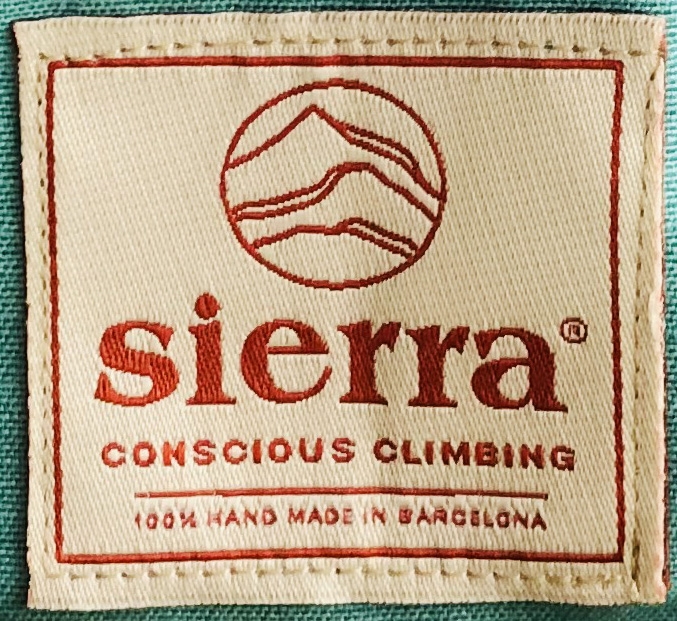 sierra®
CONSCIOUS CLIMBING
100% HAND MADE IN BARCELONA